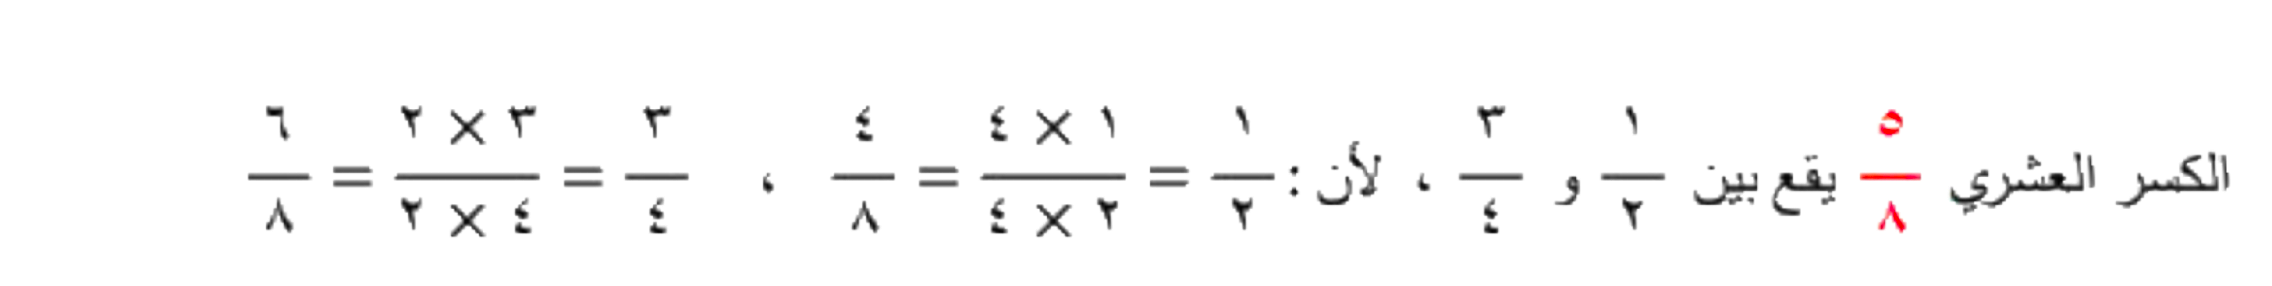 الكسر العشري ٥/٨ يقع بين ١/٢ و ٣/٤ ، لأن : ١/٢ = ١ × ٤/٢ × ٤ = ٤/٨ ، ٣/٤ = ٣ × ٢/٤ × ٢ = ٦/٨